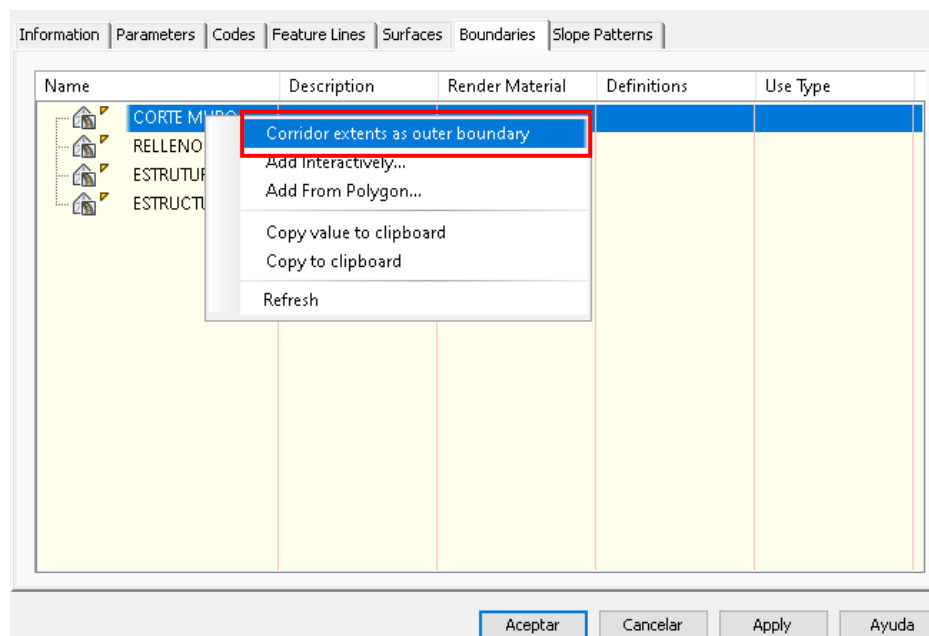 Information Parameters Codes Feature Lines Surfaces Boundaries Slope Patterns
Name Description Render Material Definitions Use Type
CORTE
RELLENO
Corridor extents as outer boundary
Add Interactively...
Add From Polygon...
Copy value to clipboard
Copy to clipboard
Refresh
Aceptar Cancelar Apply Ayuda